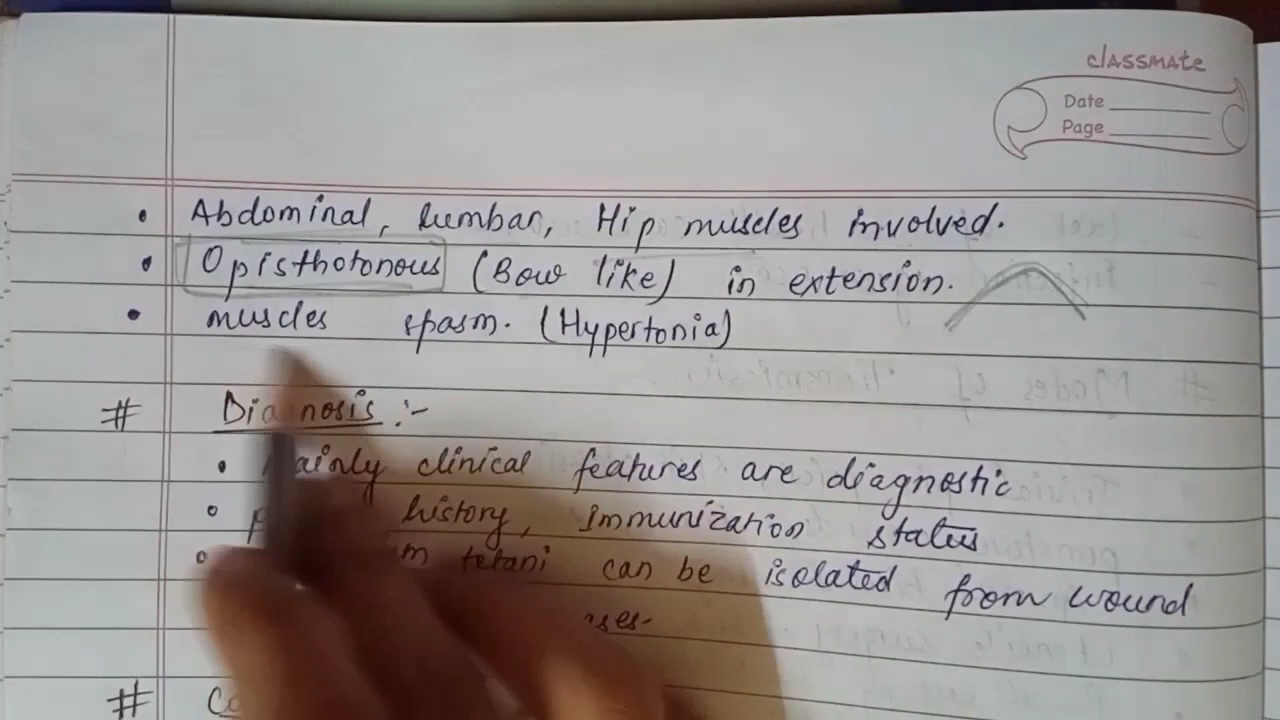 classmate
Date
Page
• Abdominal, Lumbar, Hip muscles involved.
• Opisthotonous (Bow like) in extension.
• muscles spasm. (Hypertonia)
# Diagnosis :-
• Mainly clinical features are diagnostic
history, Immunization status
tetani can be isolated from wound
#